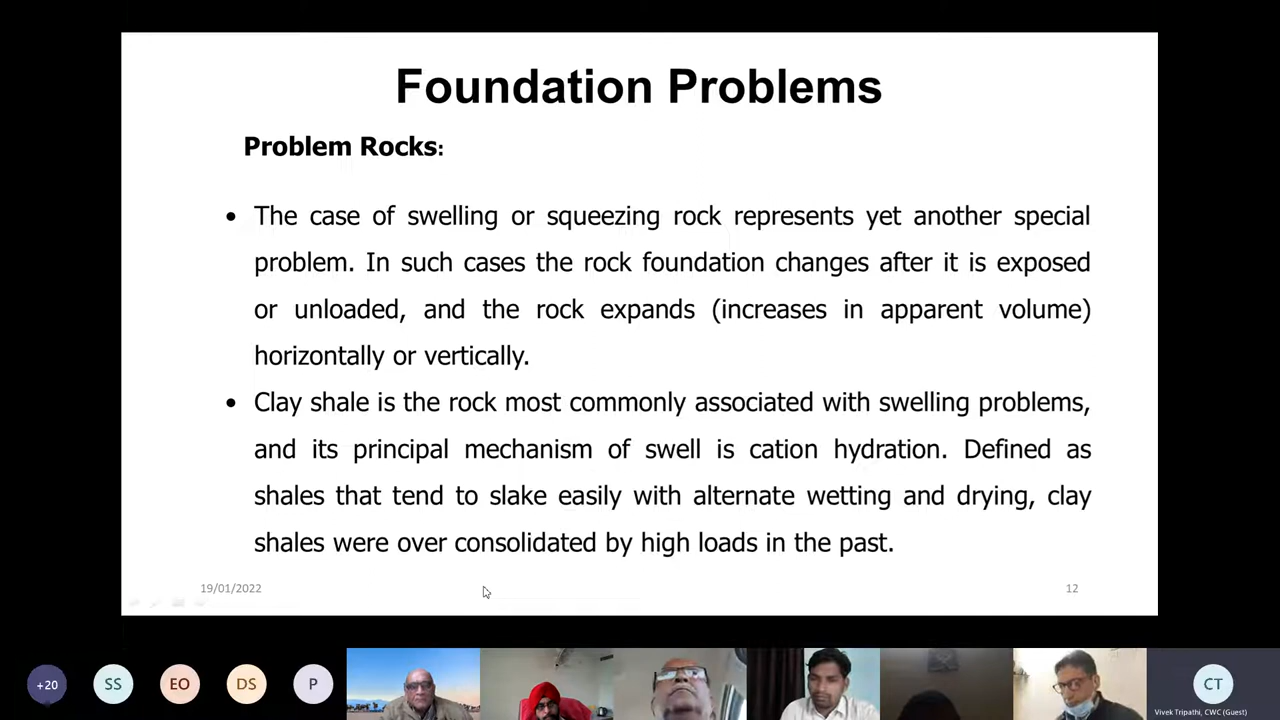 Foundation Problems
Problem Rocks:
• The case of swelling or squeezing rock represents yet another special
problem. In such cases the rock foundation changes after it is exposed
or unloaded, and the rock expands (increases in apparent volume)
horizontally or vertically.
• Clay shale is the rock most commonly associated with swelling problems,
and its principal mechanism of swell is cation hydration. Defined as
shales that tend to slake easily with alternate wetting and drying, clay
shales were over consolidated by high loads in the past.
19/01/2022
12
+20
SS
EO
DS
P
CT
Vivek Tripathi, CWC (Guest)